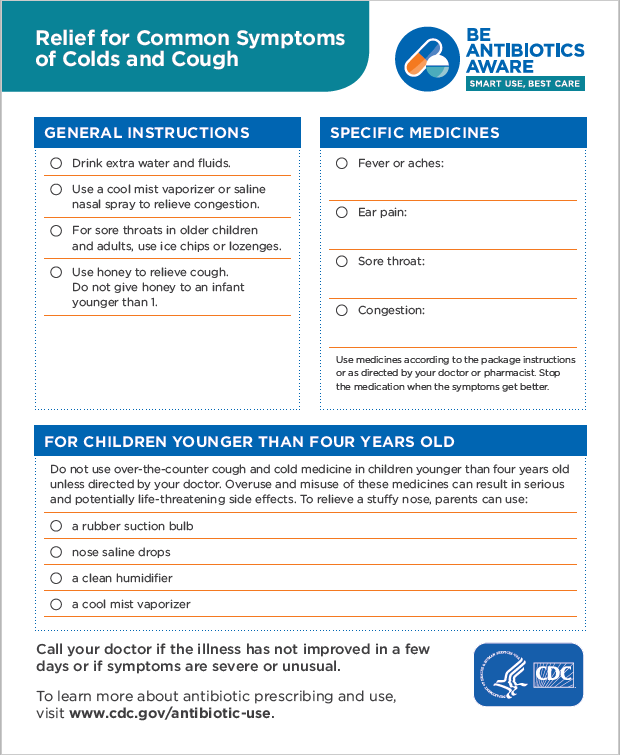 Relief for Common Symptoms
of Colds and Cough
BE
ANTIBIOTICS
AWARE
SMART USE, BEST CARE
GENERAL INSTRUCTIONS
Drink extra water and fluids.
Use a cool mist vaporizer or saline
nasal spray to relieve congestion.
For sore throats in older children
and adults, use ice chips or lozenges.
Use honey to relieve cough.
Do not give honey to an infant
younger than 1.
SPECIFIC MEDICINES
Fever or aches:
Ear pain:
Sore throat:
Congestion:
Use medicines according to the package instructions
or as directed by your doctor or pharmacist. Stop
the medication when the symptoms get better.
FOR CHILDREN YOUNGER THAN FOUR YEARS OLD
Do not use over-the-counter cough and cold medicine in children younger than four years old
unless directed by your doctor. Overuse and misuse of these medicines can result in serious
and potentially life-threatening side effects. To relieve a stuffy nose, parents can use:
a rubber suction bulb
nose saline drops
a clean humidifier
a cool mist vaporizer
Call your doctor if the illness has not improved in a few
days or if symptoms are severe or unusual.
To learn more about antibiotic prescribing and use,
visit www.cdc.gov/antibiotic-use.
CDC